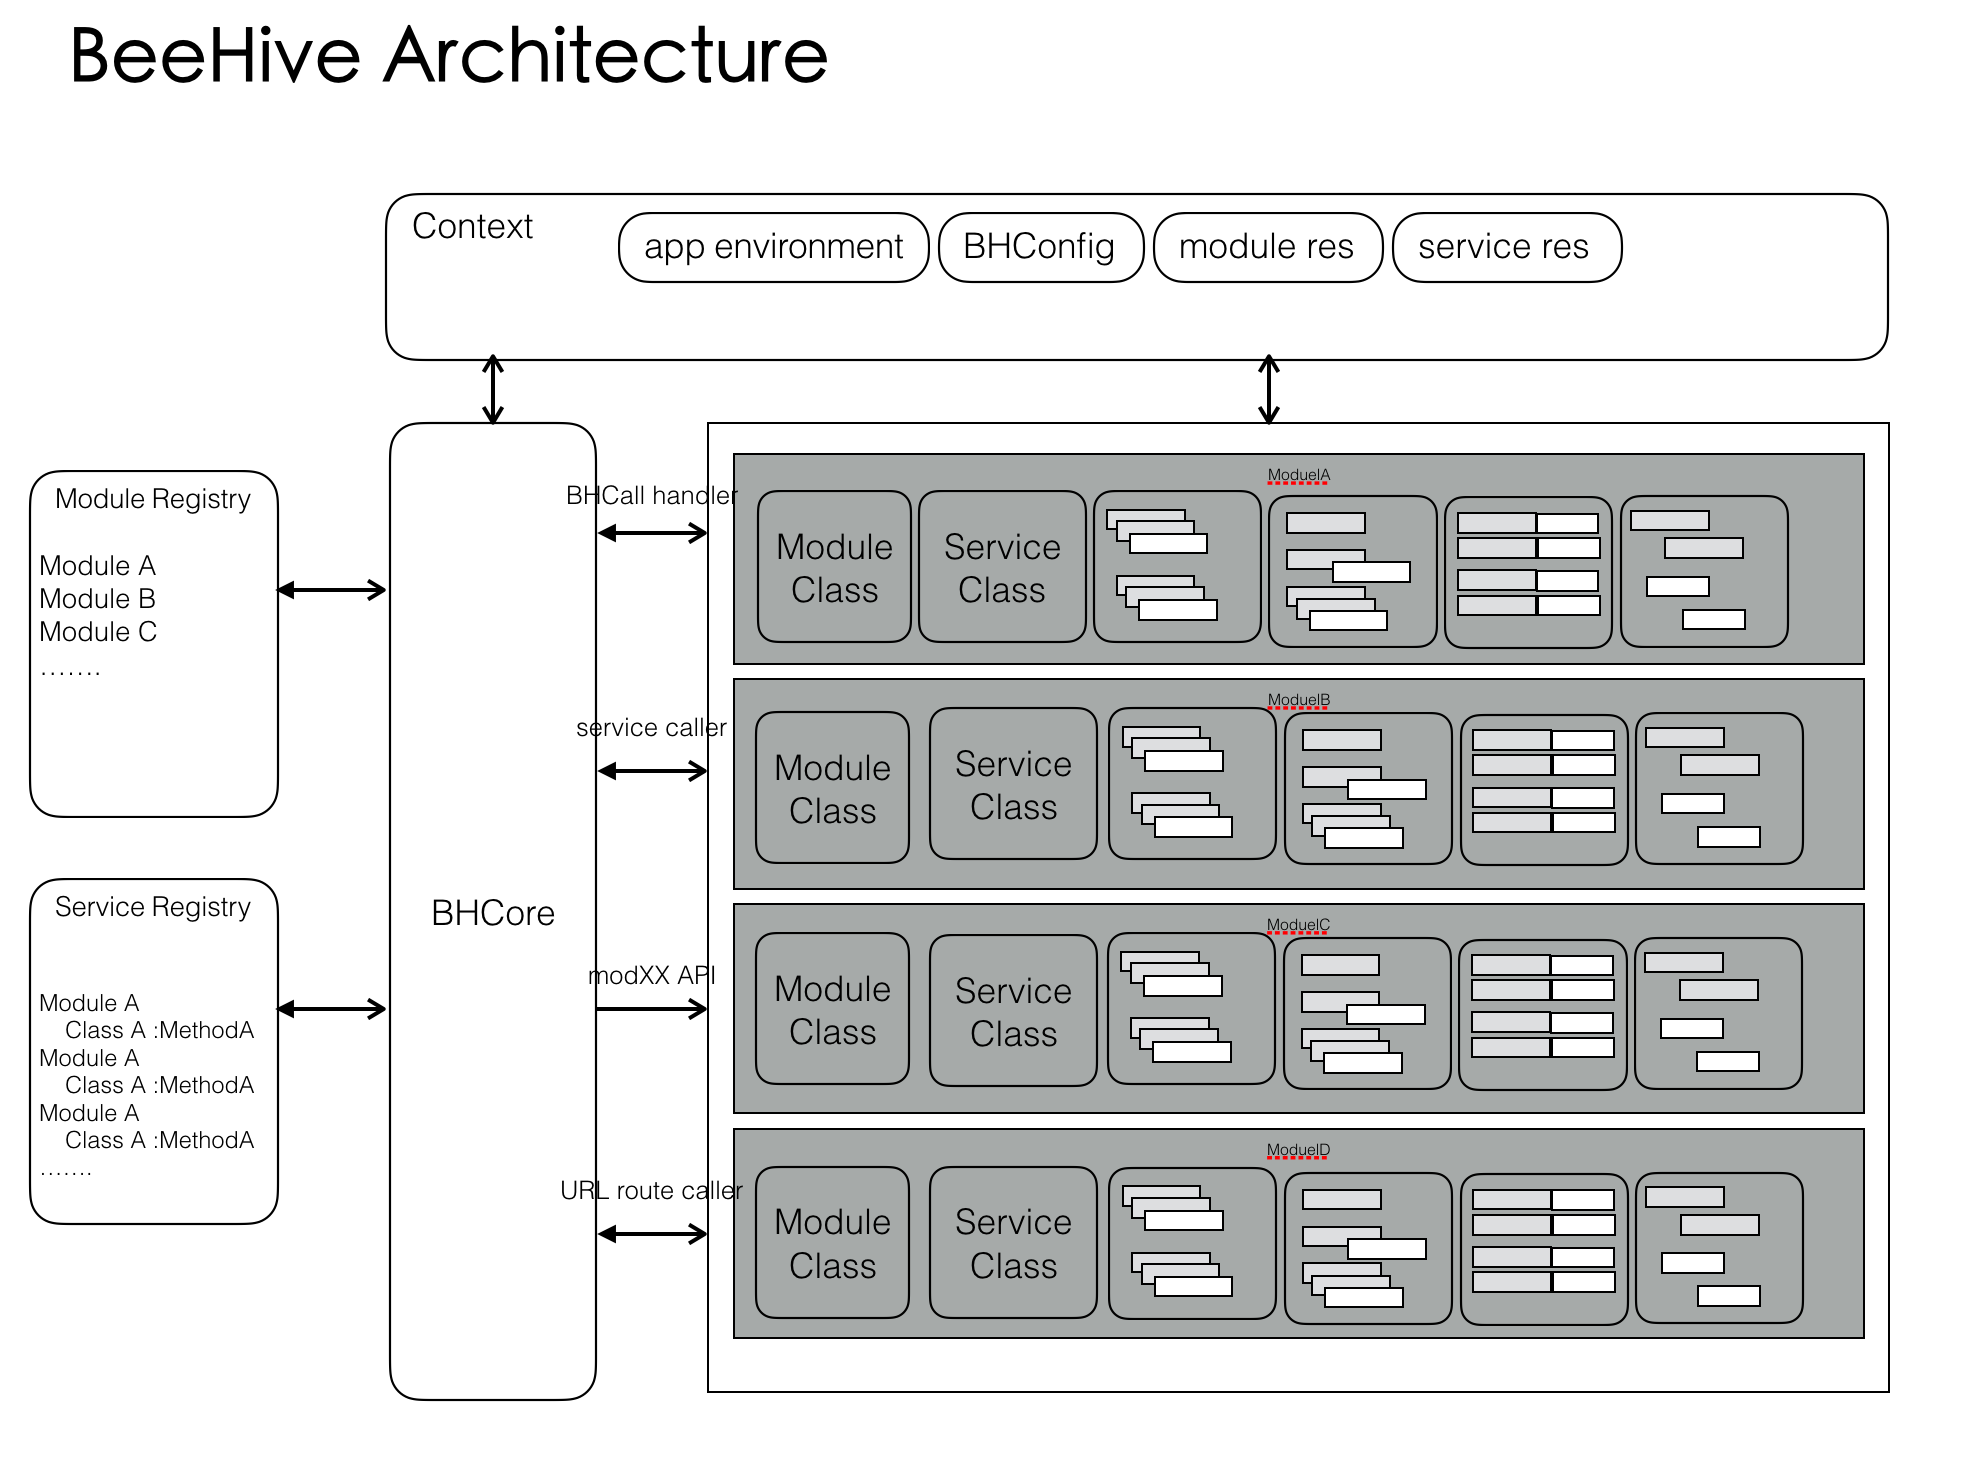 BeeHive Architecture
Context
app environment
BHConfig
module res
service res
Module Registry
Module A
Module B
Module C
.......
Service Registry
Module A
Class A :MethodA
Module A
Class A :MethodA
Module A
Class A :MethodA
.......
BHCore
BHCall handler
service caller
modXX API
URL route caller
ModuelA
Module
Class
Service
Class
ModuelB
Module
Class
Service
Class
ModuelC
Module
Class
Service
Class
ModuelD
Module
Class
Service
Class